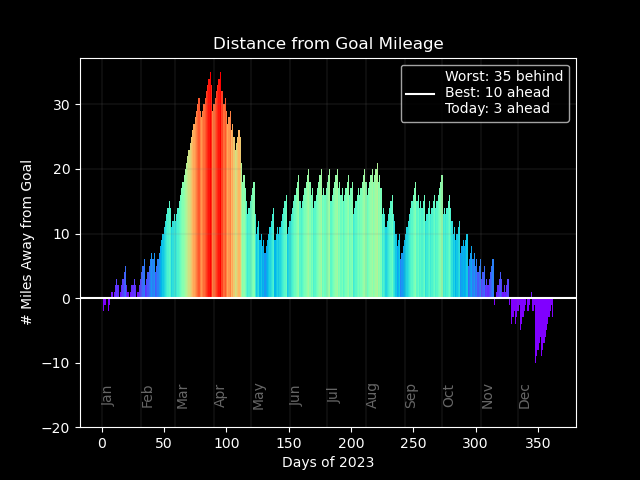 Distance from Goal Mileage
Worst: 35 behind
Best: 10 ahead
Today: 3 ahead
# Miles Away from Goal
30
20
10
0
−10
−20
Jan
Feb
Mar
Apr
May
Jun
Jul
Aug
Sep
Oct
Nov
Dec
0 50 100 150 200 250 300 350
Days of 2023